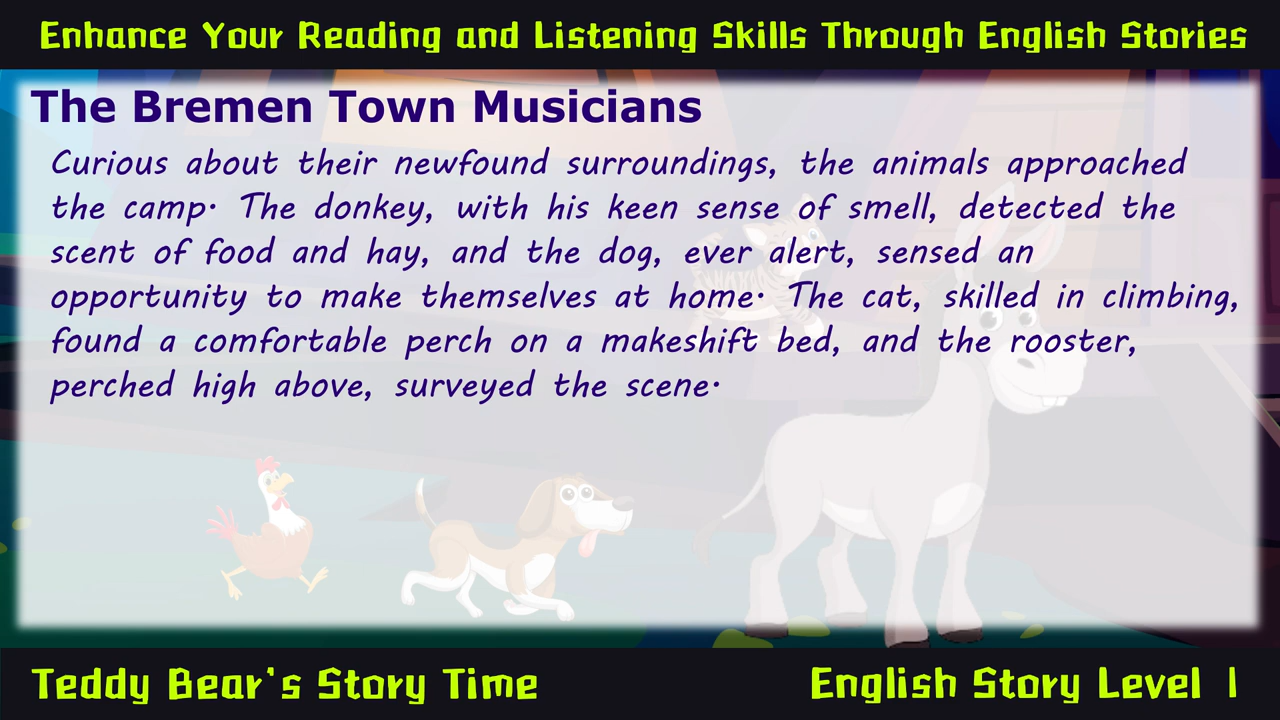 Enhance Your Reading and Listening Skills Through English Stories
The Bremen Town Musicians
Curious about their newfound surroundings, the animals approached
the camp. The donkey, with his keen sense of smell, detected the
scent of food and hay, and the dog, ever alert, sensed an
opportunity to make themselves at home. The cat, skilled in climbing,
found a comfortable perch on a makeshift bed, and the rooster,
perched high above, surveyed the scene.
Teddy Bear's Story Time
English Story Level 1